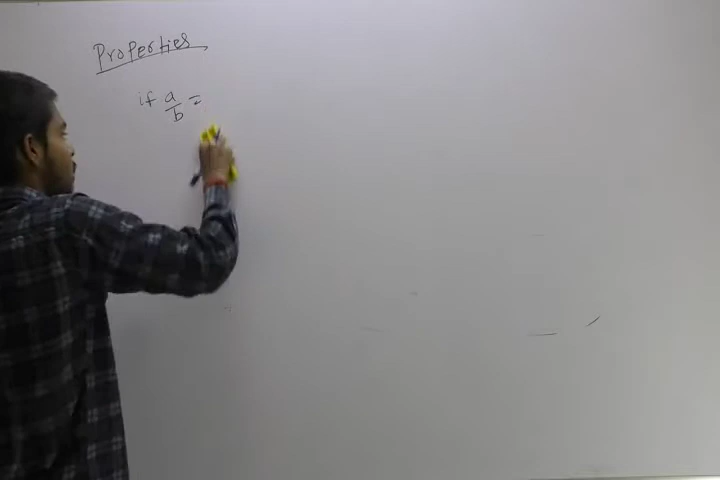 Properties
if a/b =